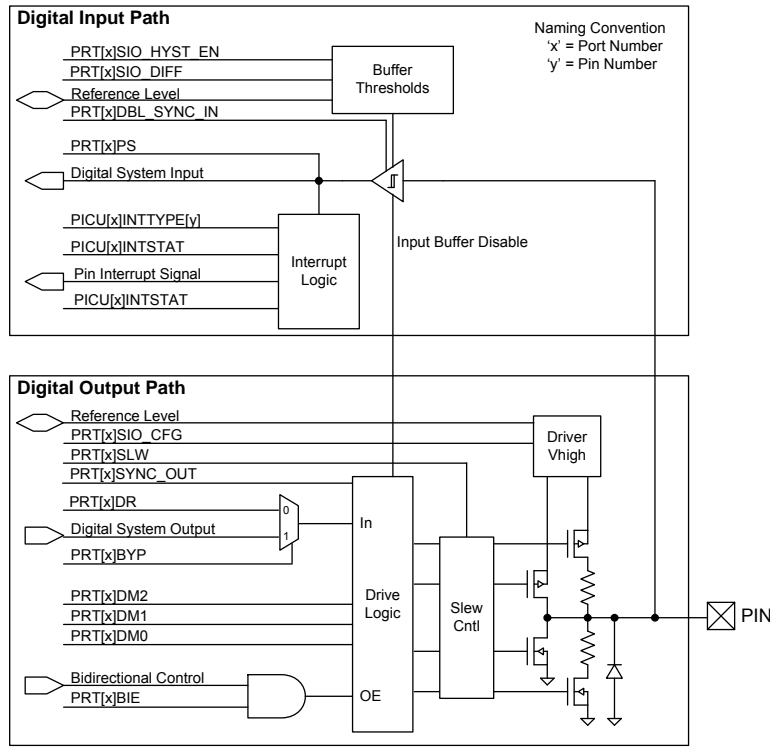 Digital Input Path
Naming Convention
'x' = Port Number
'y' = Pin Number
PRT[x]SIO_HYST_EN
PRT[x]SIO_DIFF
Reference Level
PRT[x]DBL_SYNC_IN
Buffer
Thresholds
PRT[x]PS
Digital System Input
PICU[x]INTTYPE[y]
PICU[x]INTSTAT
Pin Interrupt Signal
PICU[x]INTSTAT
Interrupt
Logic
Input Buffer Disable
Digital Output Path
Reference Level
PRT[x]SIO_CFG
PRT[x]SLW
PRT[x]SYNC_OUT
Driver
Vhigh
PRT[x]DR
Digital System Output
PRT[x]BYP
0
1
In
PRT[x]DM2
PRT[x]DM1
PRT[x]DM0
Drive
Logic
Slew
Cntl
PIN
Bidirectional Control
PRT[x]BIE
OE